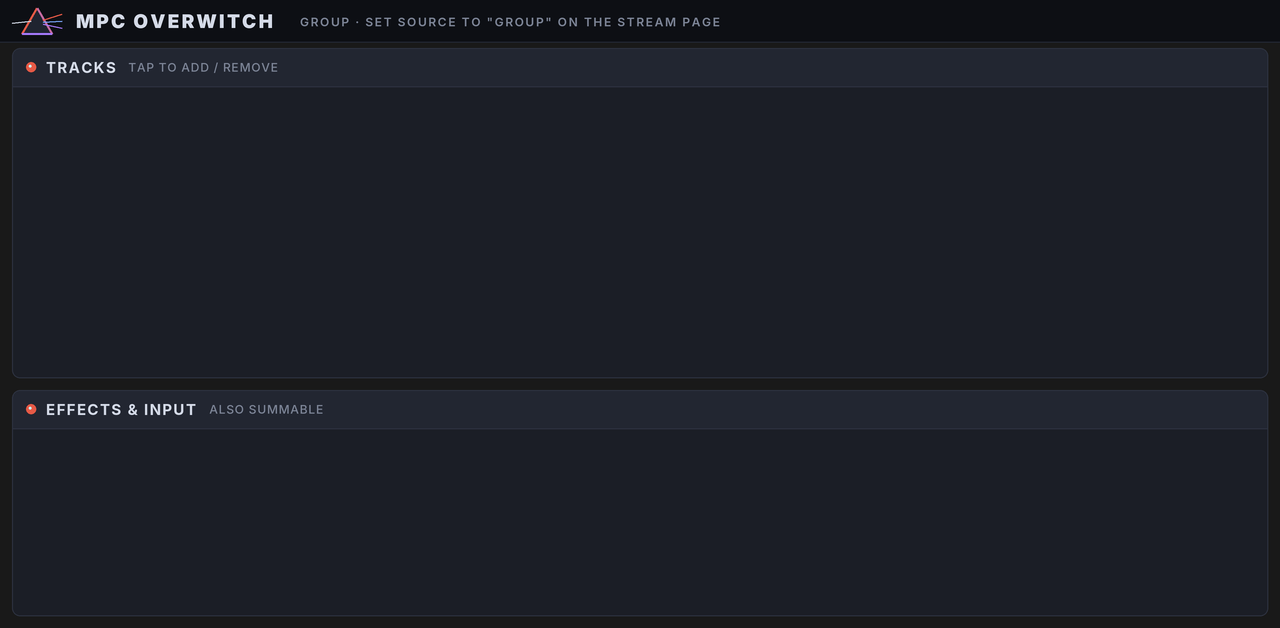 MPC OVERWITCH GROUP · SET SOURCE TO "GROUP" ON THE STREAM PAGE
TRACKS TAP TO ADD / REMOVE
EFFECTS & INPUT ALSO SUMMABLE